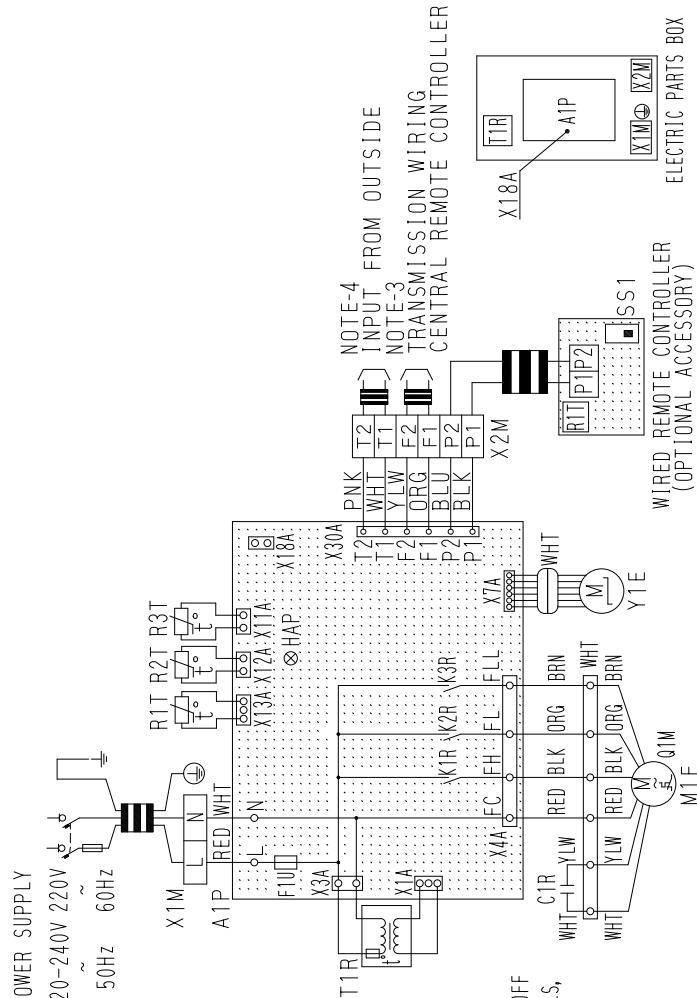 OWER SUPPLY
20-240V 220V
~ ~
50Hz 60Hz
X1M
L N
A1P
RED WHT
L N
F1U
X3A
X1A
T1R
t°
R1T R2T R3T
t° t° t°
X13A X12A X11A
HAP
X18A
X30A
T2
T1
F2
F1
P2
P1
PNK
WHT
YLW
ORG
BLU
BLK
T2
T1
F2
F1
P2
P1
X2M
NOTE-4
INPUT FROM OUTSIDE
NOTE-3
TRANSMISSION WIRING
CENTRAL REMOTE CONTROLLER
K1R K2R K3R
X4A
FC FH FL FLL
RED BLK ORG BRN
C1R
WHT YLW
WHT
WHT YLW RED BLK ORG BRN
M
~
Q1M
M1F
X7A
WHT
M
Y1E
R1T
P1 P2
SS1
WIRED REMOTE CONTROLLER
(OPTIONAL ACCESSORY)
X18A
T1R
A1P
X1M X2M
ELECTRIC PARTS BOX
OFF
S,